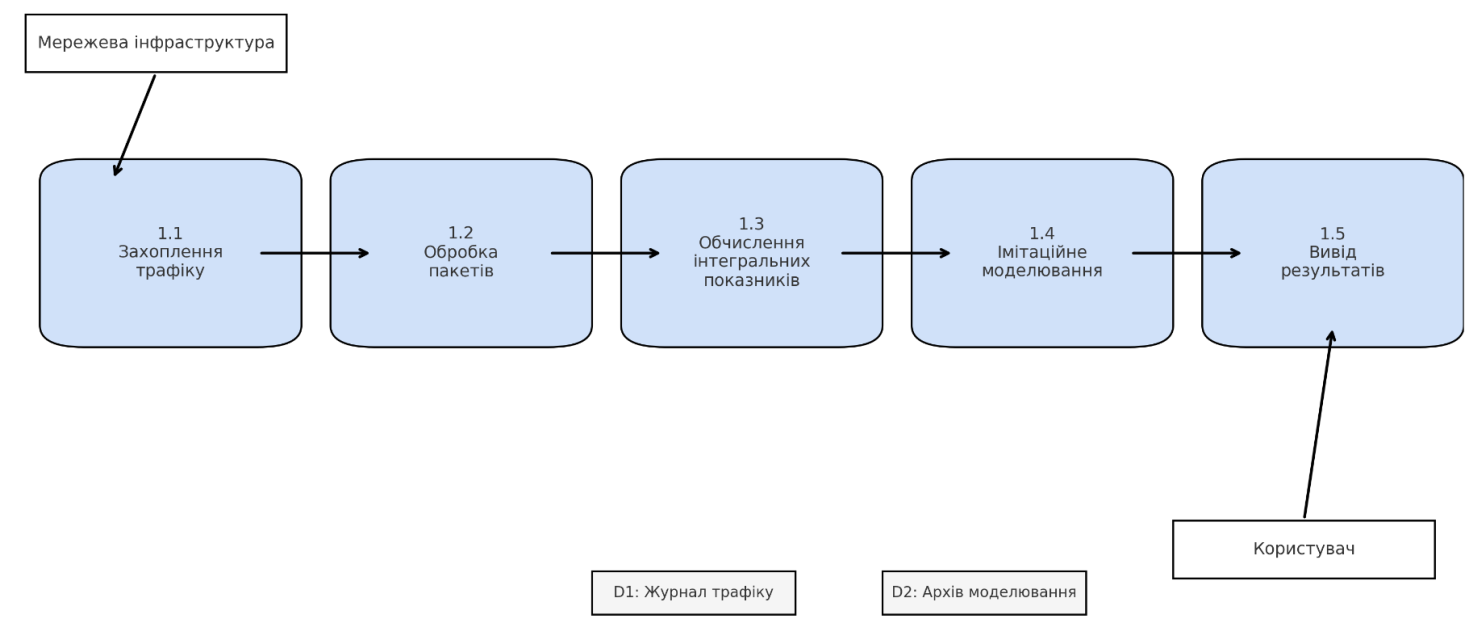 Мережева інфраструктура
1.1
Захоплення
трафіку
1.2
Обробка
пакетів
1.3
Обчислення
інтегральних
показників
1.4
Імітаційне
моделювання
1.5
Вивід
результатів
Користувач
D1: Журнал трафіку
D2: Архів моделювання